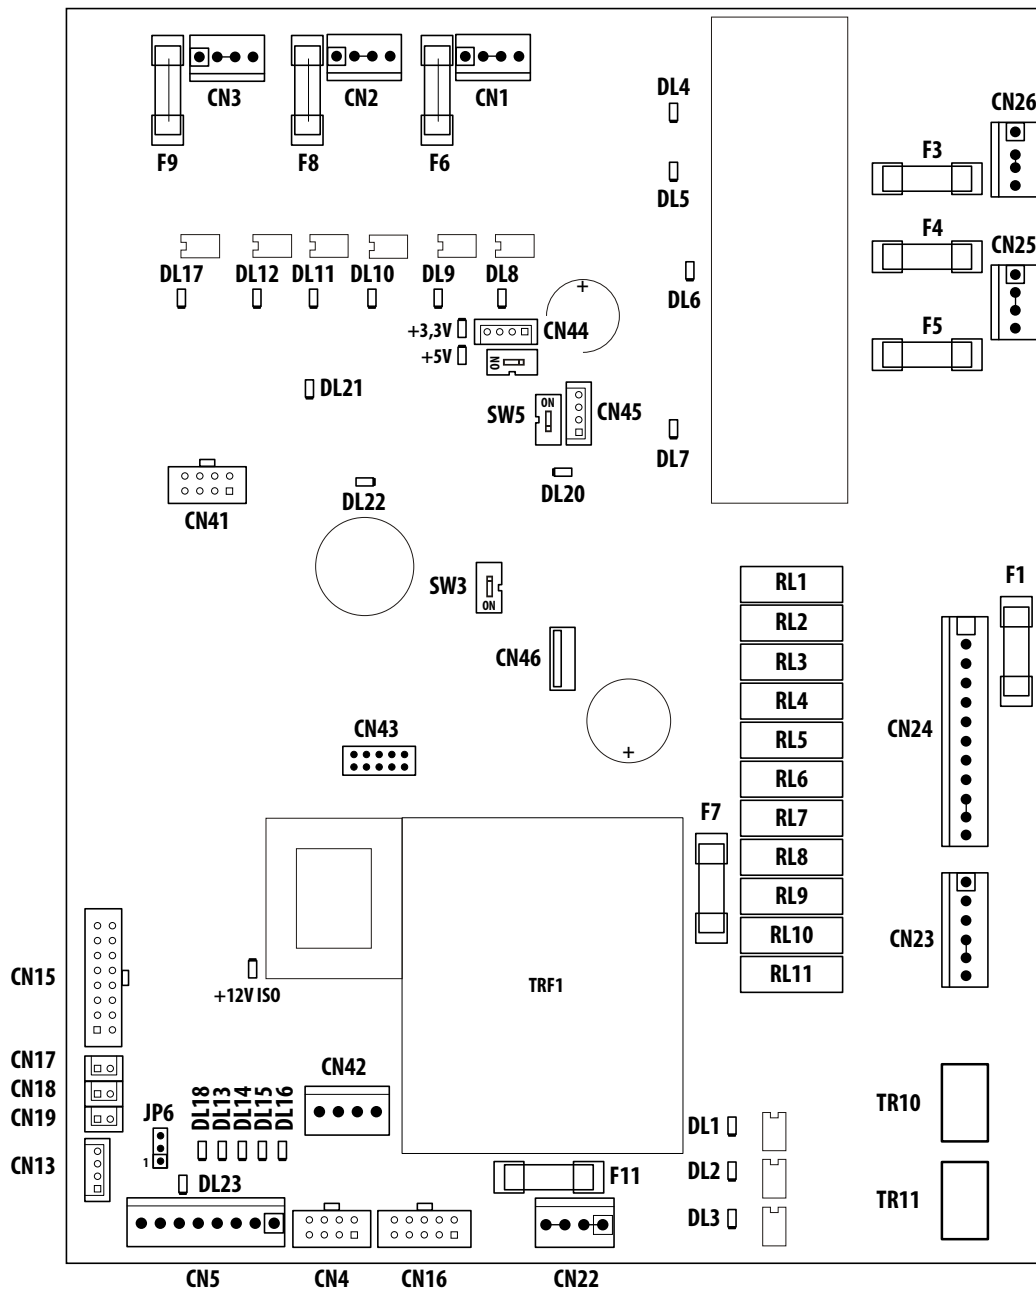 CN3
CN2
CN1
DL4
CN26
F9
F8
F6
F3
DL5
F4
CN25
DL17
DL12
DL11
DL10
DL9
DL8
DL6
+
+3,3V
CN44
F5
+5V
ON
DL21
SW5
ON
CN45
DL7
DL20
DL22
CN41
SW3
ON
RL1
F1
RL2
CN46
RL3
RL4
CN24
CN43
RL5
+
RL6
F7
RL7
RL8
RL9
RL10
CN23
RL11
CN15
+12V ISO
TRF1
CN17
CN18
CN19
CN42
DL18
DL13
DL14
DL15
DL16
JP6
1
TR10
DL1
CN13
DL23
F11
DL2
TR11
DL3
CN5
CN4
CN16
CN22